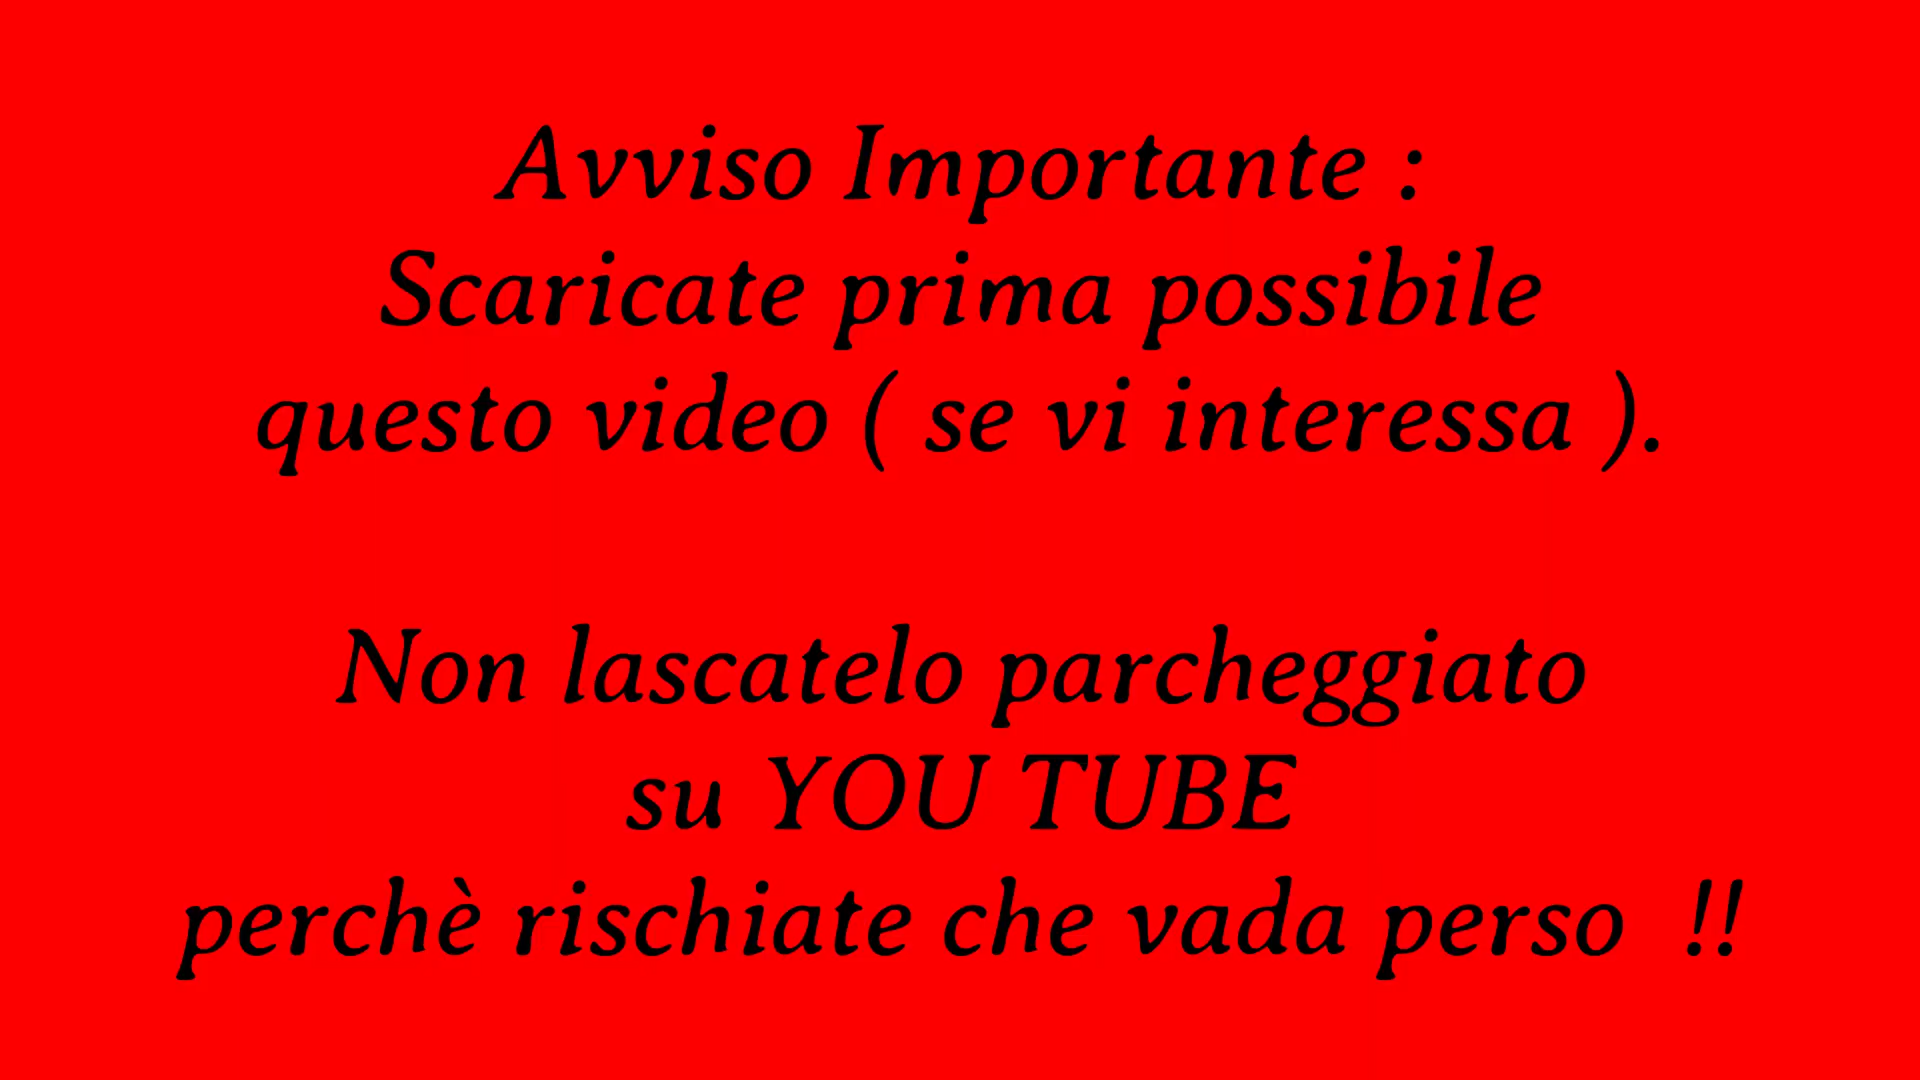 Avviso Importante :
Scaricate prima possibile
questo video ( se vi interessa ).
Non lascatelo parcheggiato
su YOU TUBE
perchè rischiate che vada perso !!